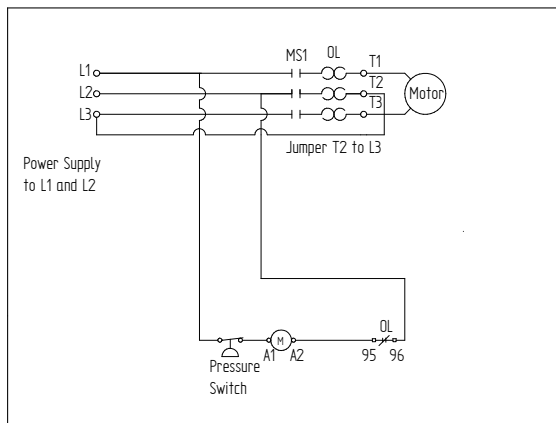 MS1 OL
L1 T1
L2 T2
Motor
L3 T3
Jumper T2 to L3
Power Supply
to L1 and L2
OL
M
A1 A2 95 96
Pressure
Switch